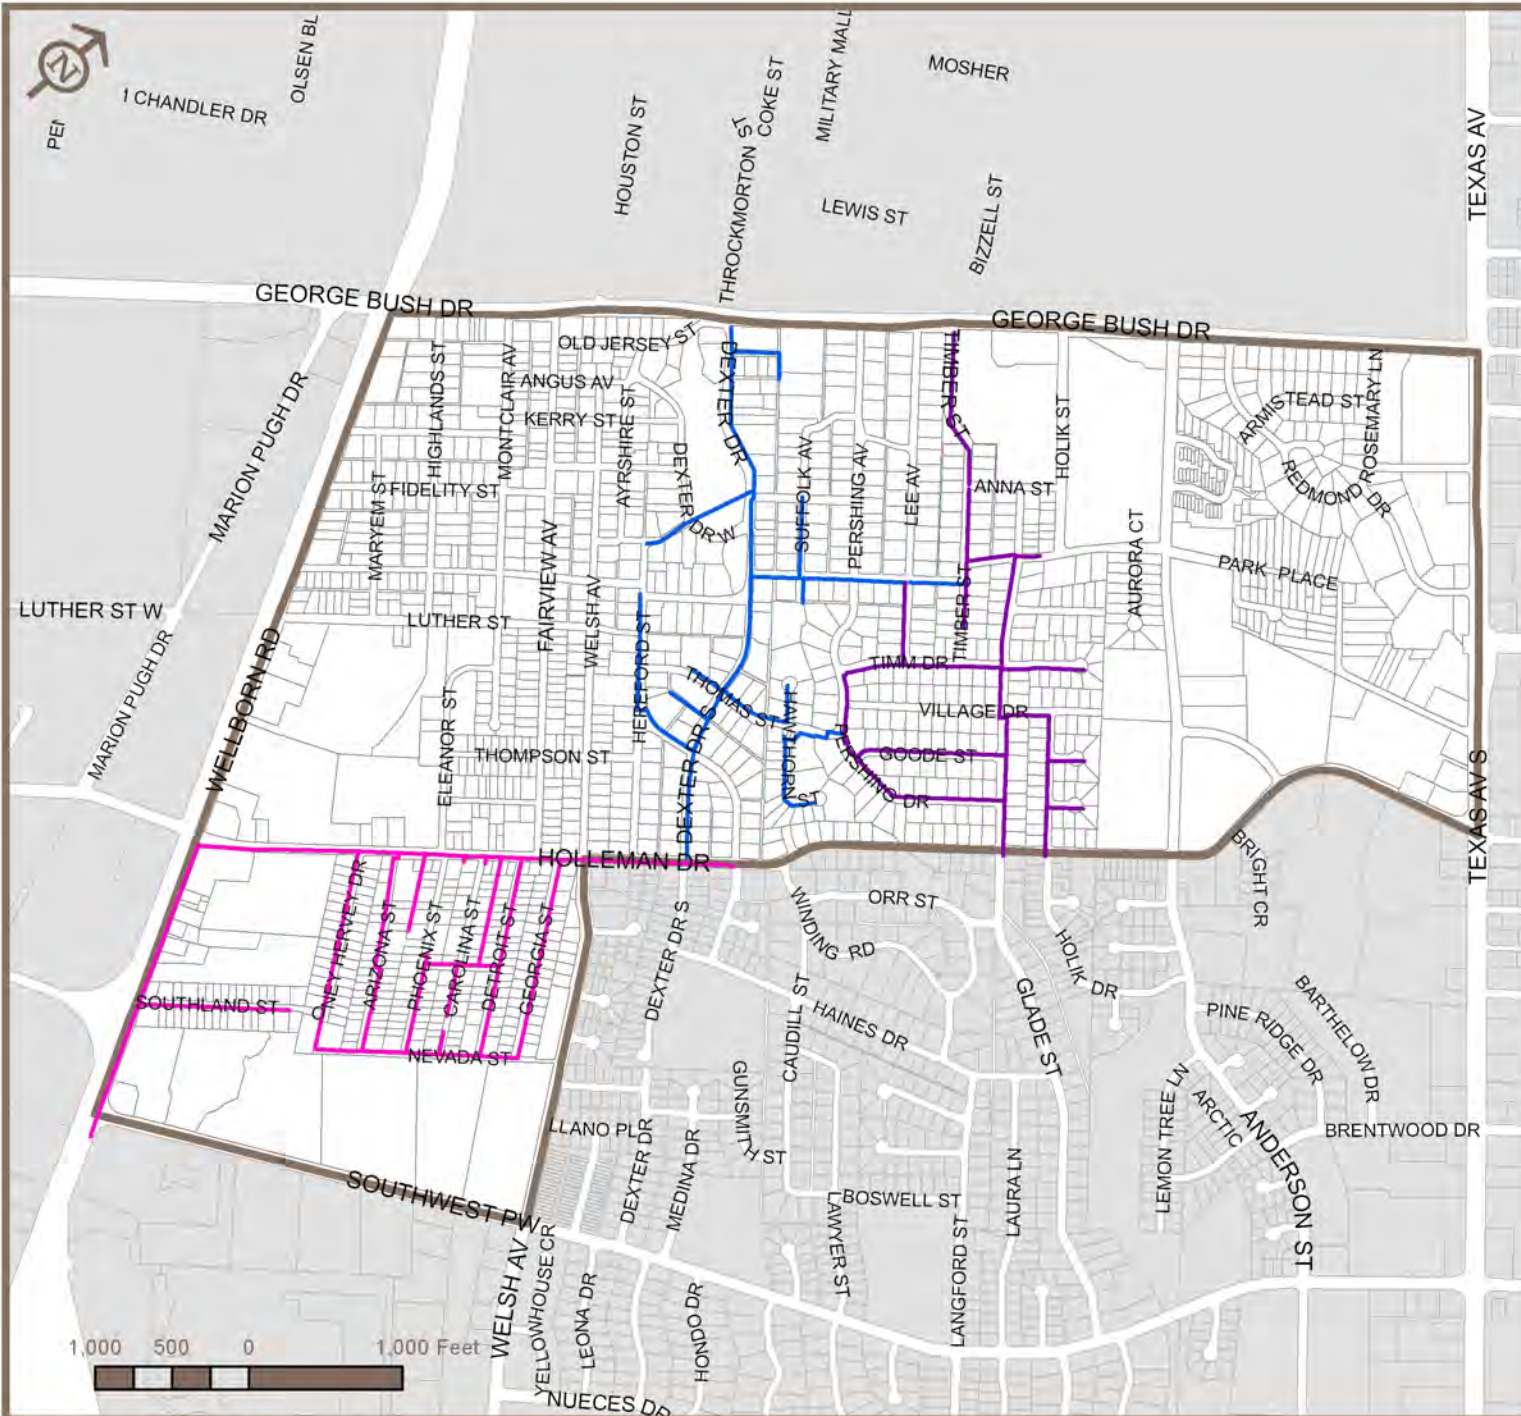 N
PEN
1 CHANDLER DR
OLSEN BL
HOUSTON ST
THROCKMORTON ST
COKE ST
MILITARY MALL
MOSHER
LEWIS ST
BIZZELL ST
TEXAS AV
GEORGE BUSH DR
GEORGE BUSH DR
OLD JERSEY ST
ANGUS AV
KERRY ST
HIGHLANDS ST
MONTCLAIR AV
AYRSHIRE ST
DEXTER DR
DEXTER DR W
TIMBER ST
HOLIK ST
ARMISTEAD ST
ROSEMARY LN
REDMOND DR
MARION PUGH DR
MARYEM ST
FIDELITY ST
FAIRVIEW AV
SUFFOLK AV
PERSHING AV
LEE AV
ANNA ST
AURORA CT
PARK PLACE
LUTHER ST W
LUTHER ST
WELSH AV
HEREFORD ST
TIMBER ST
TIMM DR
MARION PUGH DR
WELLBORN RD
ELEANOR ST
THOMPSON ST
THOMAS ST
HAWTHORN ST
DEXTER DR S
PERSHING DR
VILLAGE DR
GOODE ST
TEXAS AV S
HOLLEMAN DR
BRIGHT CR
ONEY HERVEY DR
ARIZONA ST
PHOENIX ST
CAROLINA ST
DETROIT ST
GEORGIA ST
SOUTHLAND ST
NEVADA ST
DEXTER DR S
WINDING RD
ORR ST
CAUDILL ST
HAINES DR
HOLIK DR
GLADE ST
PINE RIDGE DR
BARTHELOW DR
LEMON TREE LN
ARCTIC
ANDERSON ST
BRENTWOOD DR
LLANO PL
DEXTER DR
MEDINA DR
GUNSMITH ST
BOSWELL ST
LAWYER ST
LANGFORD ST
LAURA LN
SOUTHWEST PW
WELSH AV
YELLOWHOUSE CR
LEONA DR
HONDO DR
NUECES DR
1,000 500 0 1,000 Feet